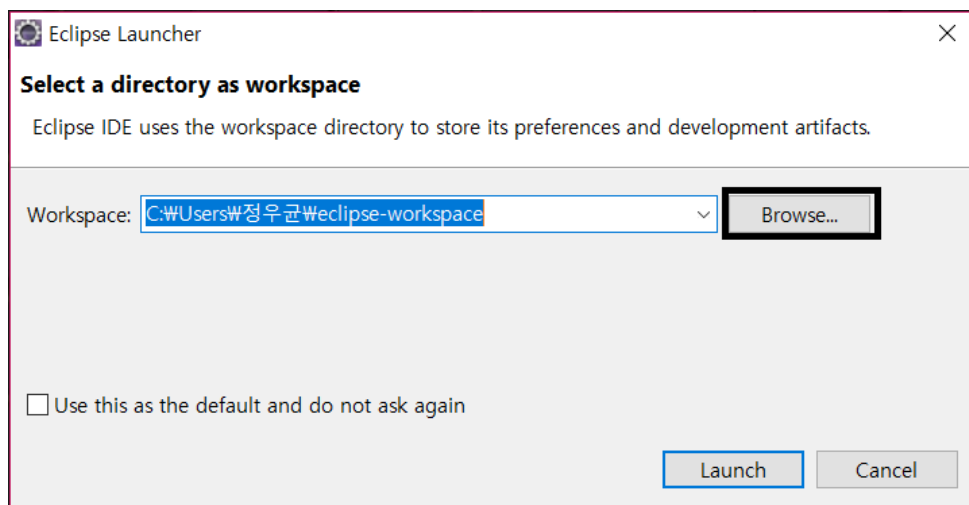 Eclipse Launcher
Select a directory as workspace
Eclipse IDE uses the workspace directory to store its preferences and development artifacts.
Workspace: C:₩Users₩정우균₩eclipse-workspace Browse...
Use this as the default and do not ask again
Launch Cancel